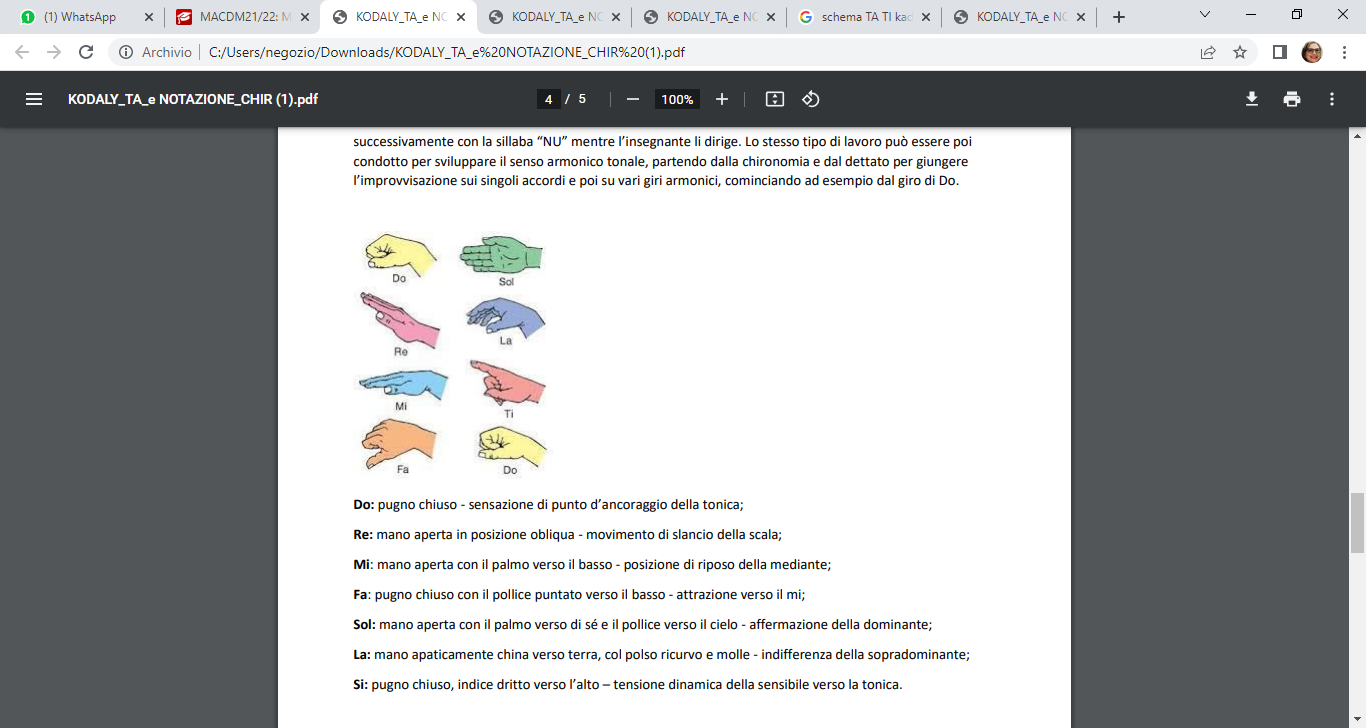 1 (1) WhatsApp
MACDM21/22: M
KODALY_TA_e NC
KODALY_TA_e NC
KODALY_TA_e NC
schema TA TI kad
KODALY_TA_e NC
Archivio
C:/Users/negozio/Downloads/KODALY_TA_e%20NOTAZIONE_CHIR%20(1).pdf
KODALY_TA_e NOTAZIONE_CHIR (1).pdf
4 / 5
100%
successivamente con la sillaba “NU” mentre l’insegnante li dirige. Lo stesso tipo di lavoro può essere poi
condotto per sviluppare il senso armonico tonale, partendo dalla chironomia e dal dettato per giungere
l’improvvisazione sui singoli accordi e poi su vari giri armonici, cominciando ad esempio dal giro di Do.
Do
Sol
Re
La
Mi
Ti
Fa
Do
Do: pugno chiuso - sensazione di punto d’ancoraggio della tonica;
Re: mano aperta in posizione obliqua - movimento di slancio della scala;
Mi: mano aperta con il palmo verso il basso - posizione di riposo della mediante;
Fa: pugno chiuso con il pollice puntato verso il basso - attrazione verso il mi;
Sol: mano aperta con il palmo verso di sé e il pollice verso il cielo - affermazione della dominante;
La: mano apaticamente china verso terra, col polso ricurvo e molle - indifferenza della sopradominante;
Si: pugno chiuso, indice dritto verso l’alto – tensione dinamica della sensibile verso la tonica.